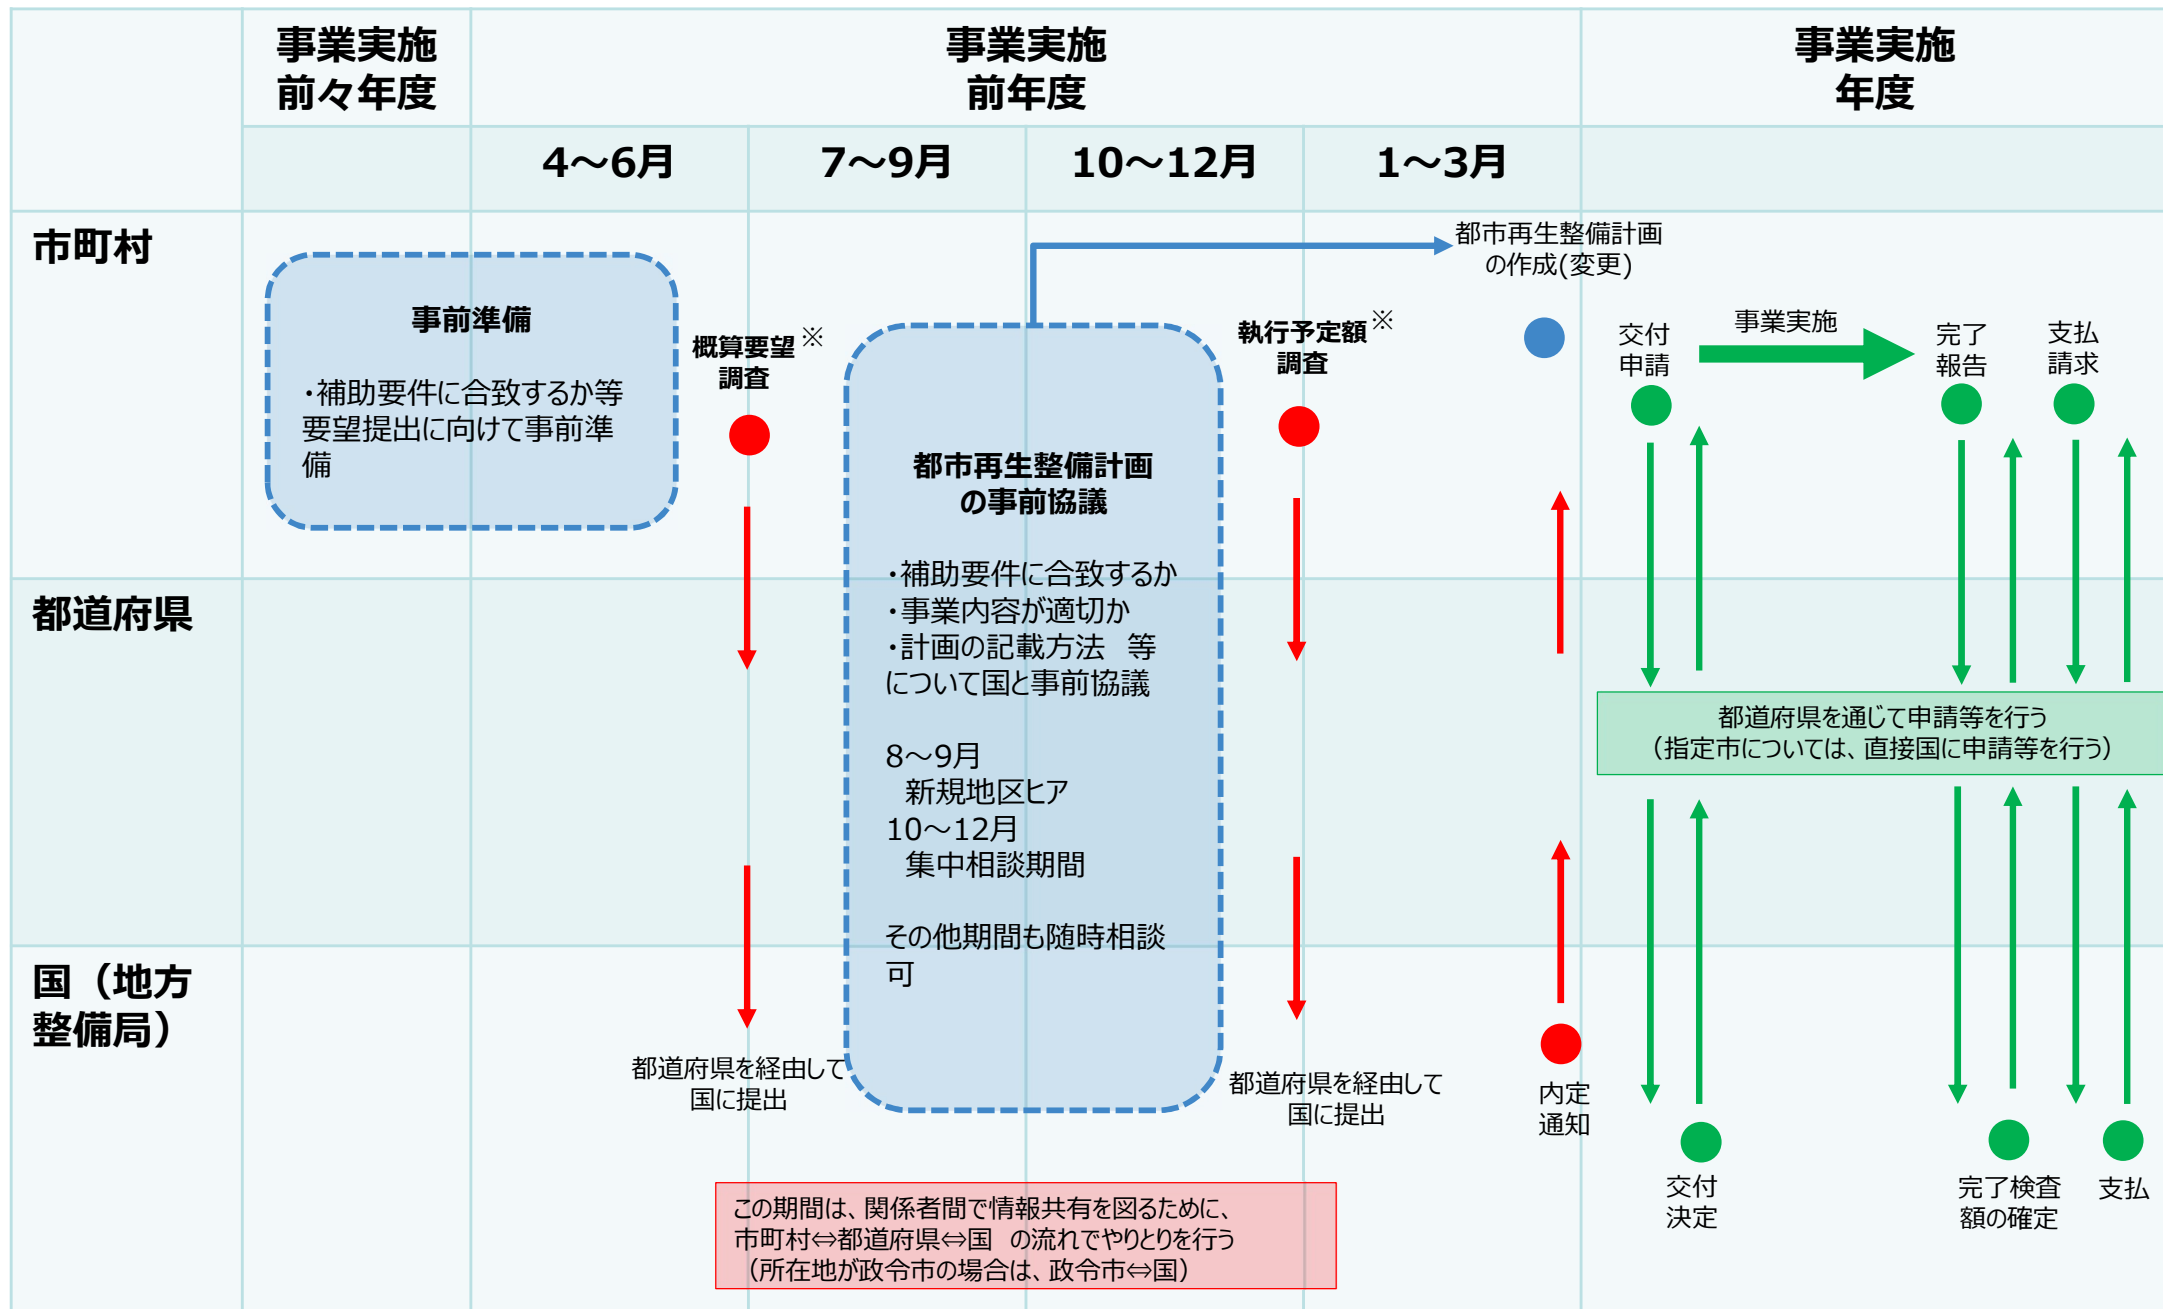 事業実施
前々年度
事業実施
前年度
事業実施
年度
4～6月
7～9月
10～12月
1～3月
市町村
事前準備
・補助要件に合致するか等
要望提出に向けて事前準
備
概算要望※
調査
都市再生整備計画
の事前協議
・補助要件に合致するか
・事業内容が適切か
・計画の記載方法　等
について国と事前協議
8～9月
新規地区ヒア
10～12月
集中相談期間
その他期間も随時相談
可
執行予定額※
調査
都市再生整備計画
の作成(変更)
交付
申請
事業実施
完了
報告
支払
請求
都道府県
都道府県を通じて申請等を行う
（指定市については、直接国に申請等を行う）
国（地方
整備局）
都道府県を経由して
国に提出
都道府県を経由して
国に提出
内定
通知
交付
決定
完了検査
額の確定
支払
この期間は、関係者間で情報共有を図るために、
市町村⇔都道府県⇔国　の流れでやりとりを行う
（所在地が政令市の場合は、政令市⇔国）